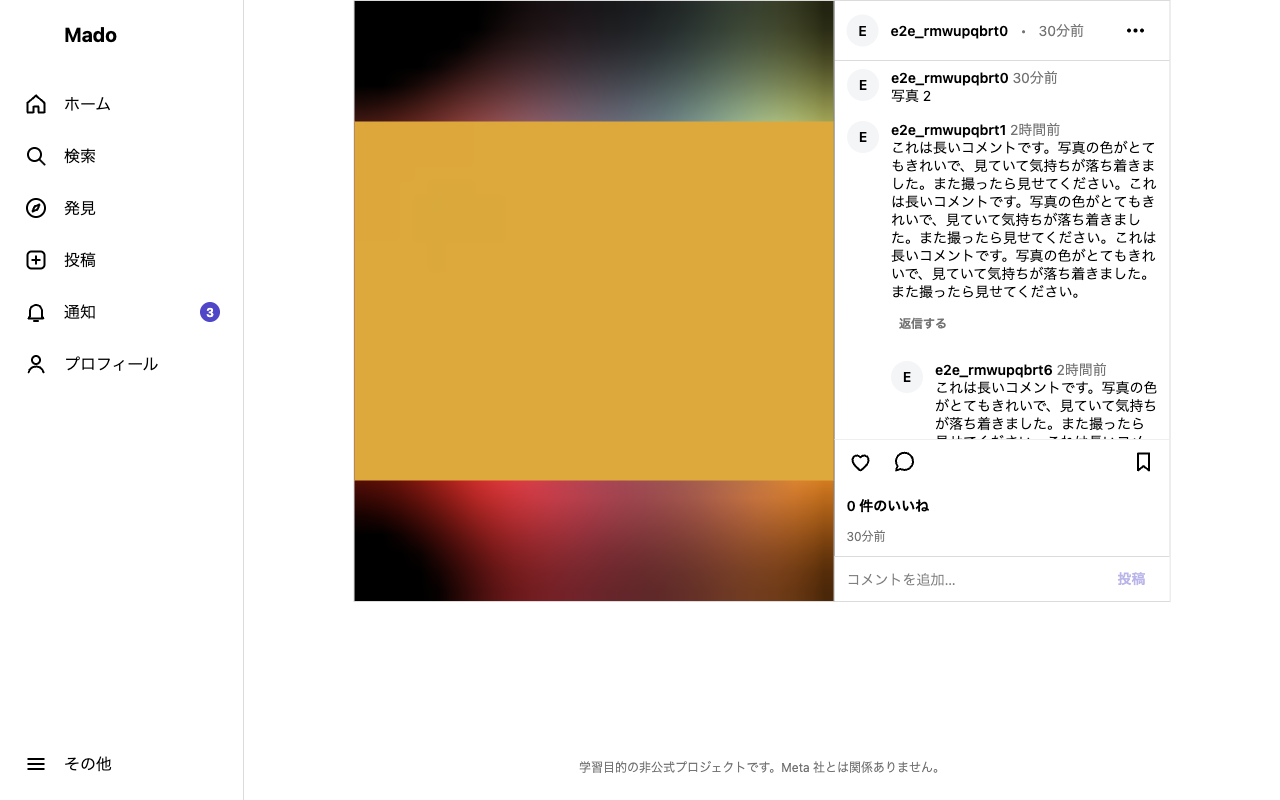 Mado
ホーム
検索
発見
投稿
通知
3
プロフィール
その他
E
e2e_rmwupqbrt0 • 30分前
E
e2e_rmwupqbrt0 30分前
写真 2
E
e2e_rmwupqbrt1 2時間前
これは長いコメントです。写真の色がとて
もきれいで、見ていて気持ちが落ち着きま
した。また撮ったら見せてください。これ
は長いコメントです。写真の色がとてもき
れいで、見ていて気持ちが落ち着きまし
た。また撮ったら見せてください。これは
長いコメントです。写真の色がとてもきれ
いで、見ていて気持ちが落ち着きました。
また撮ったら見せてください。
返信する
E
e2e_rmwupqbrt6 2時間前
これは長いコメントです。写真の色
がとてもきれいで、見ていて気持ち
が落ち着きました。また撮ったら
0 件のいいね
30分前
コメントを追加...
投稿
学習目的の非公式プロジェクトです。Meta 社とは関係ありません。